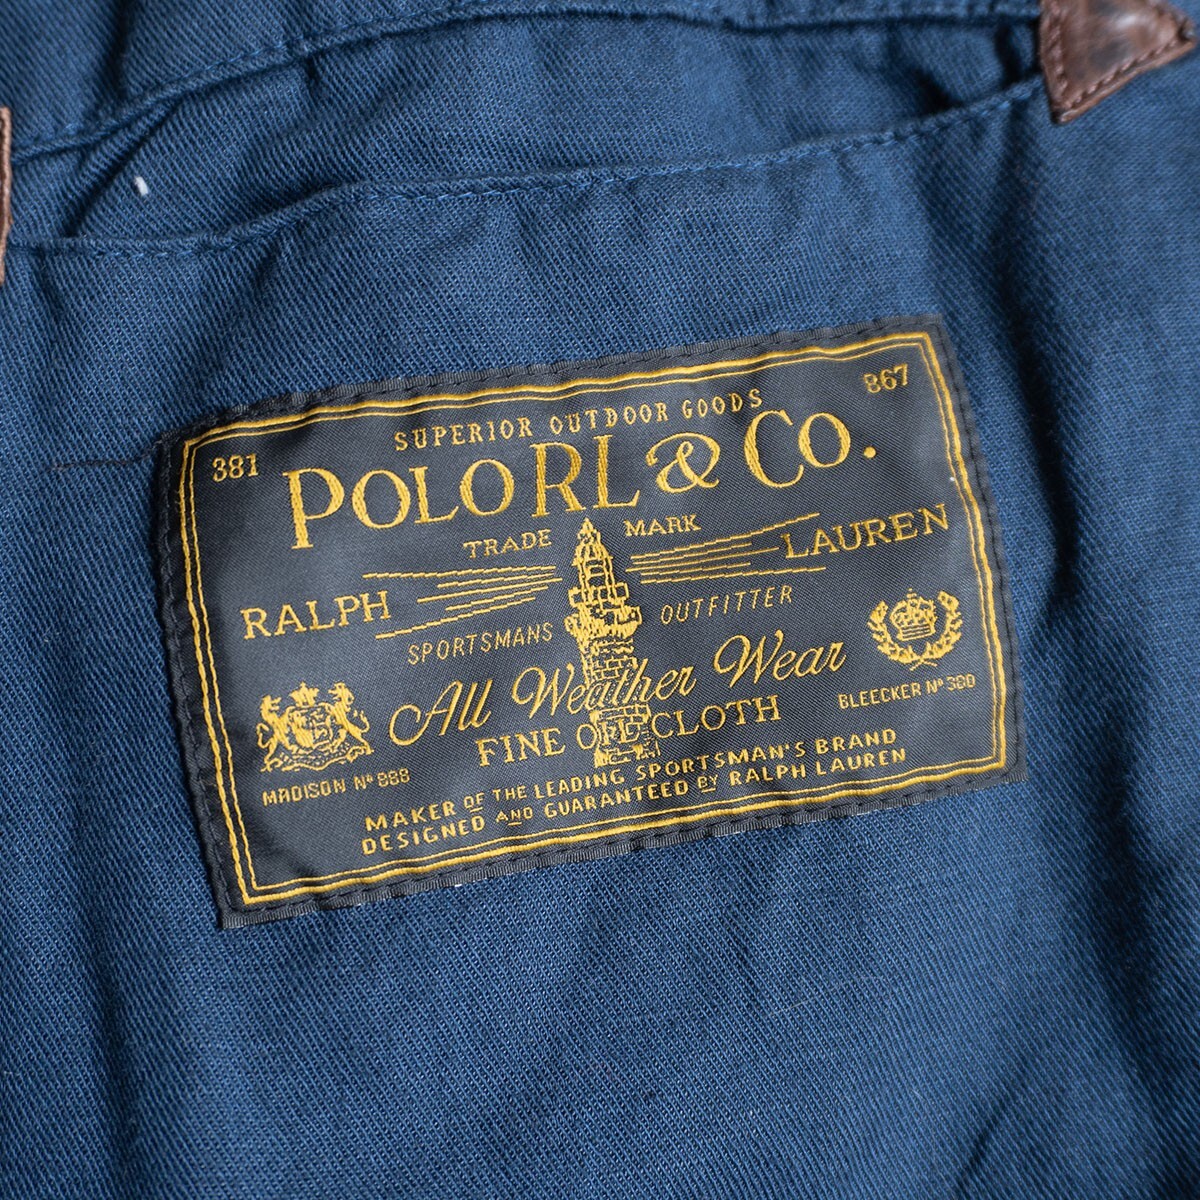 SUPERIOR OUTDOOR GOODS
381 867
POLO RL & CO.
TRADE MARK
RALPH LAUREN
SPORTSMANS OUTFITTER
All Weather Wear
FINE OIL CLOTH
MADISON Nº 888
BLEECKER Nº 380
MAKER OF THE LEADING SPORTSMAN'S BRAND
DESIGNED AND GUARANTEED BY RALPH LAUREN